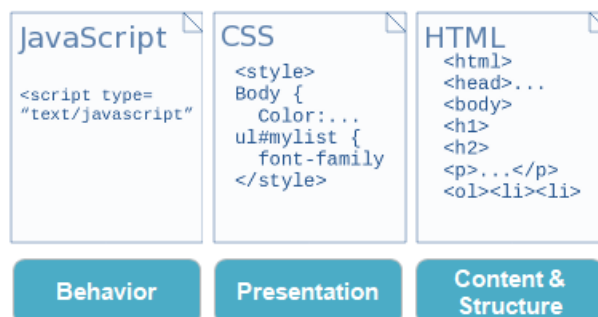 JavaScript
<script type=
“text/javascript”
CSS
<style>
Body {
Color:...
ul#mylist {
font-family
</style>
HTML
<html>
<head>...
<body>
<h1>
<h2>
<p>...</p>
<ol><li><li>
Behavior
Presentation
Content &
Structure